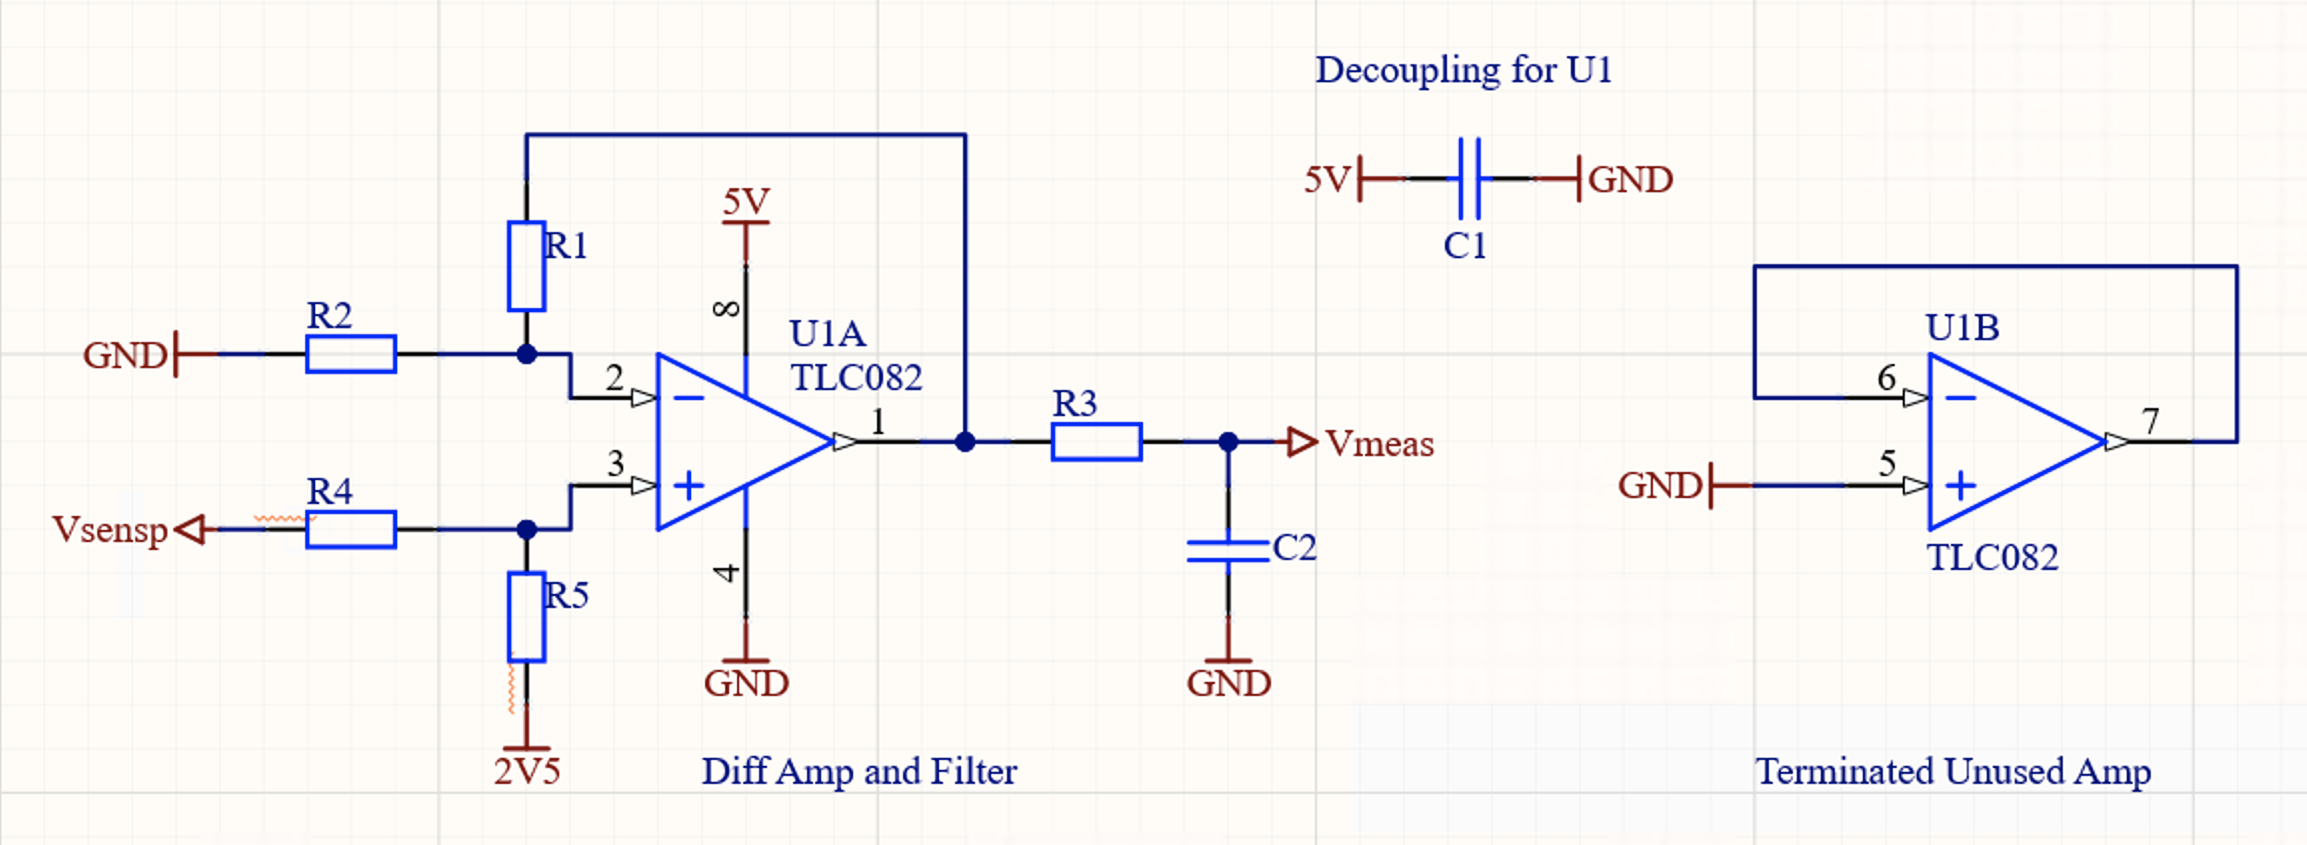 Decoupling for U1
5V
GND
C1
5V
R1
8
U1A
TLC082
R2
GND
2
1
R3
Vmeas
3
R4
Vsensp
R5
4
C2
GND
GND
2V5
Diff Amp and Filter
U1B
6
7
5
GND
TLC082
Terminated Unused Amp